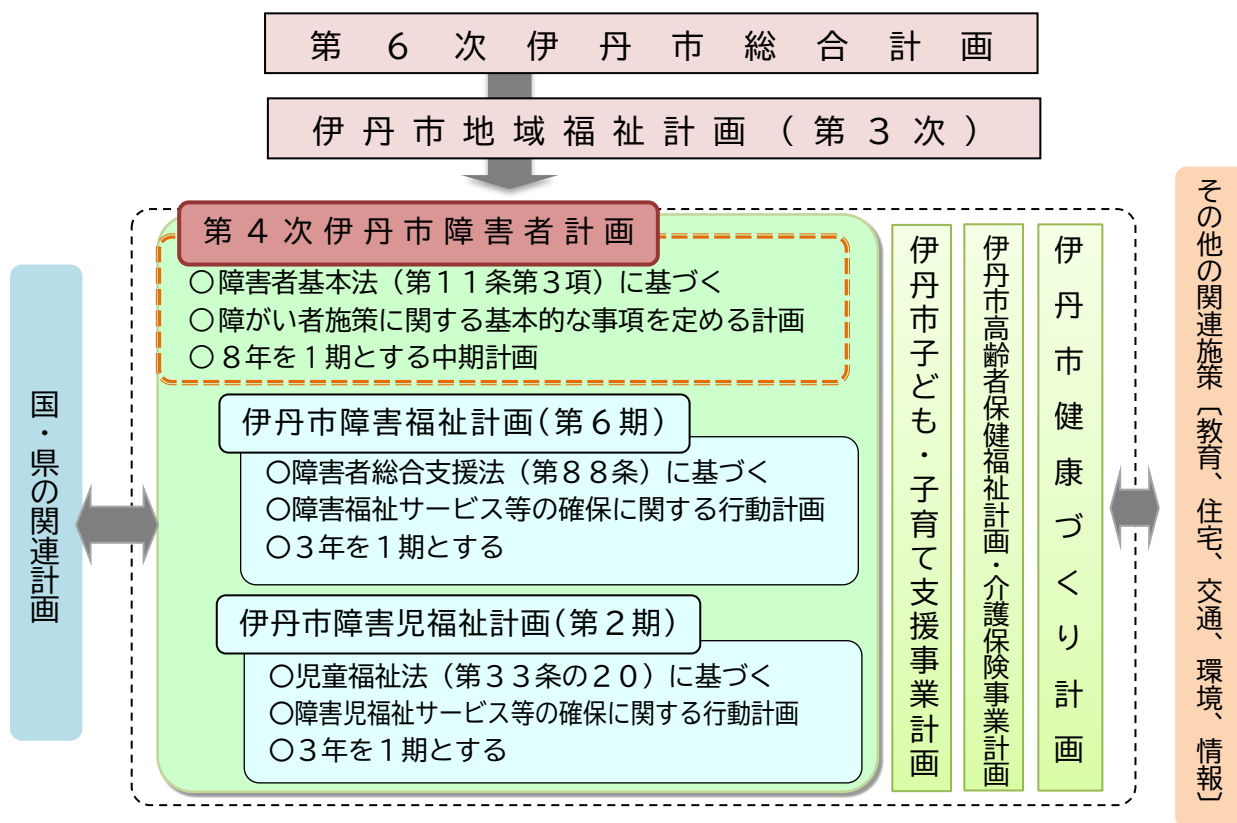 第６次伊丹市総合計画
伊丹市地域福祉計画（第３次）
第４次伊丹市障害者計画
○障害者基本法（第１１条第３項）に基づく
○障がい者施策に関する基本的な事項を定める計画
○８年を１期とする中期計画
伊丹市障害福祉計画(第６期)
○障害者総合支援法（第８８条）に基づく
○障害福祉サービス等の確保に関する行動計画
○３年を１期とする
伊丹市障害児福祉計画(第２期)
○児童福祉法（第３３条の２０）に基づく
○障害児福祉サービス等の確保に関する行動計画
○３年を１期とする
伊丹市子ども・子育て支援事業計画
伊丹市高齢者保健福祉計画・介護保険事業計画
伊丹市健康づくり計画
国・県の関連計画
その他の関連施策〔教育、住宅、交通、環境、情報〕